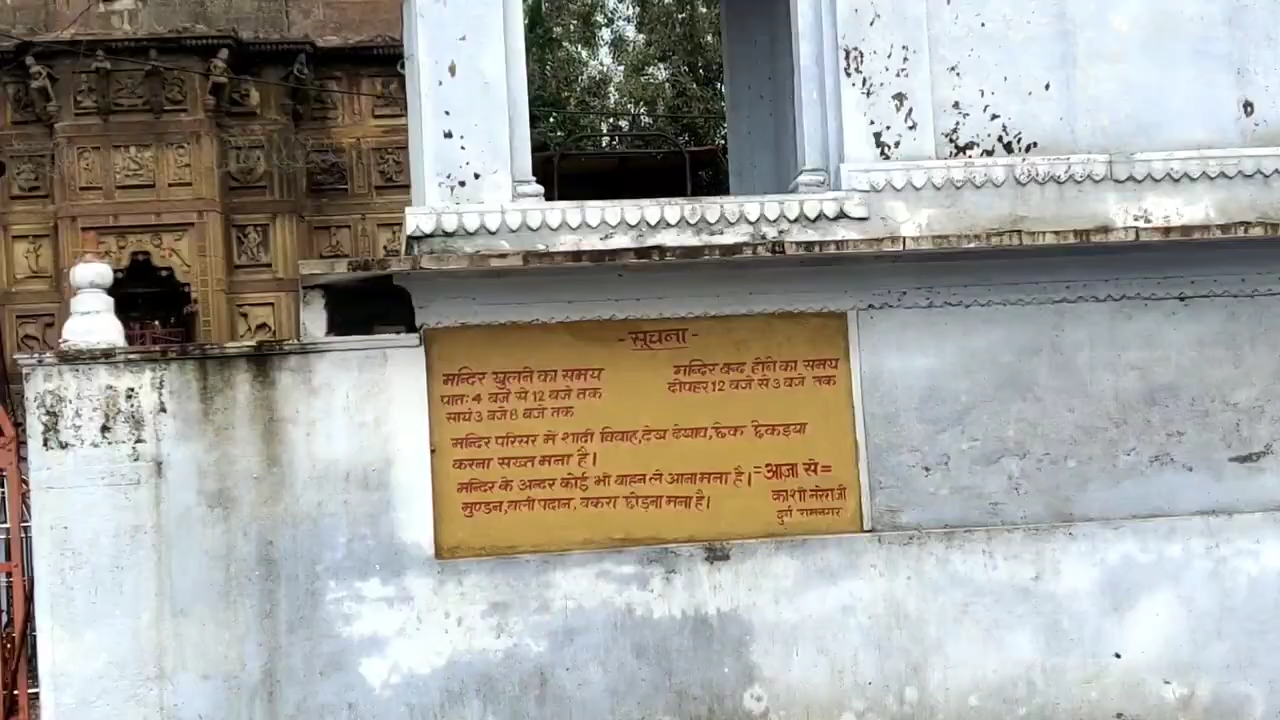 -सूचना-
मन्दिर खुलने का समय
प्रात: 4 बजे से 12 बजे तक
सायं 3 बजे 8 बजे तक
मन्दिर बन्द होने का समय
दोपहर 12 बजे से 3 बजे तक
मन्दिर परिसर में शादी विवाह, देख देखाव, छेक छेकइया
करना सख्त मना है।
मन्दिर के अन्दर कोई भी वाहन ले आना मना है।
मुण्डन, बली पदान, बकरा छोड़ना मना है।
=आज्ञा से=
काशी नरेश जी
दुर्ग रामनगर